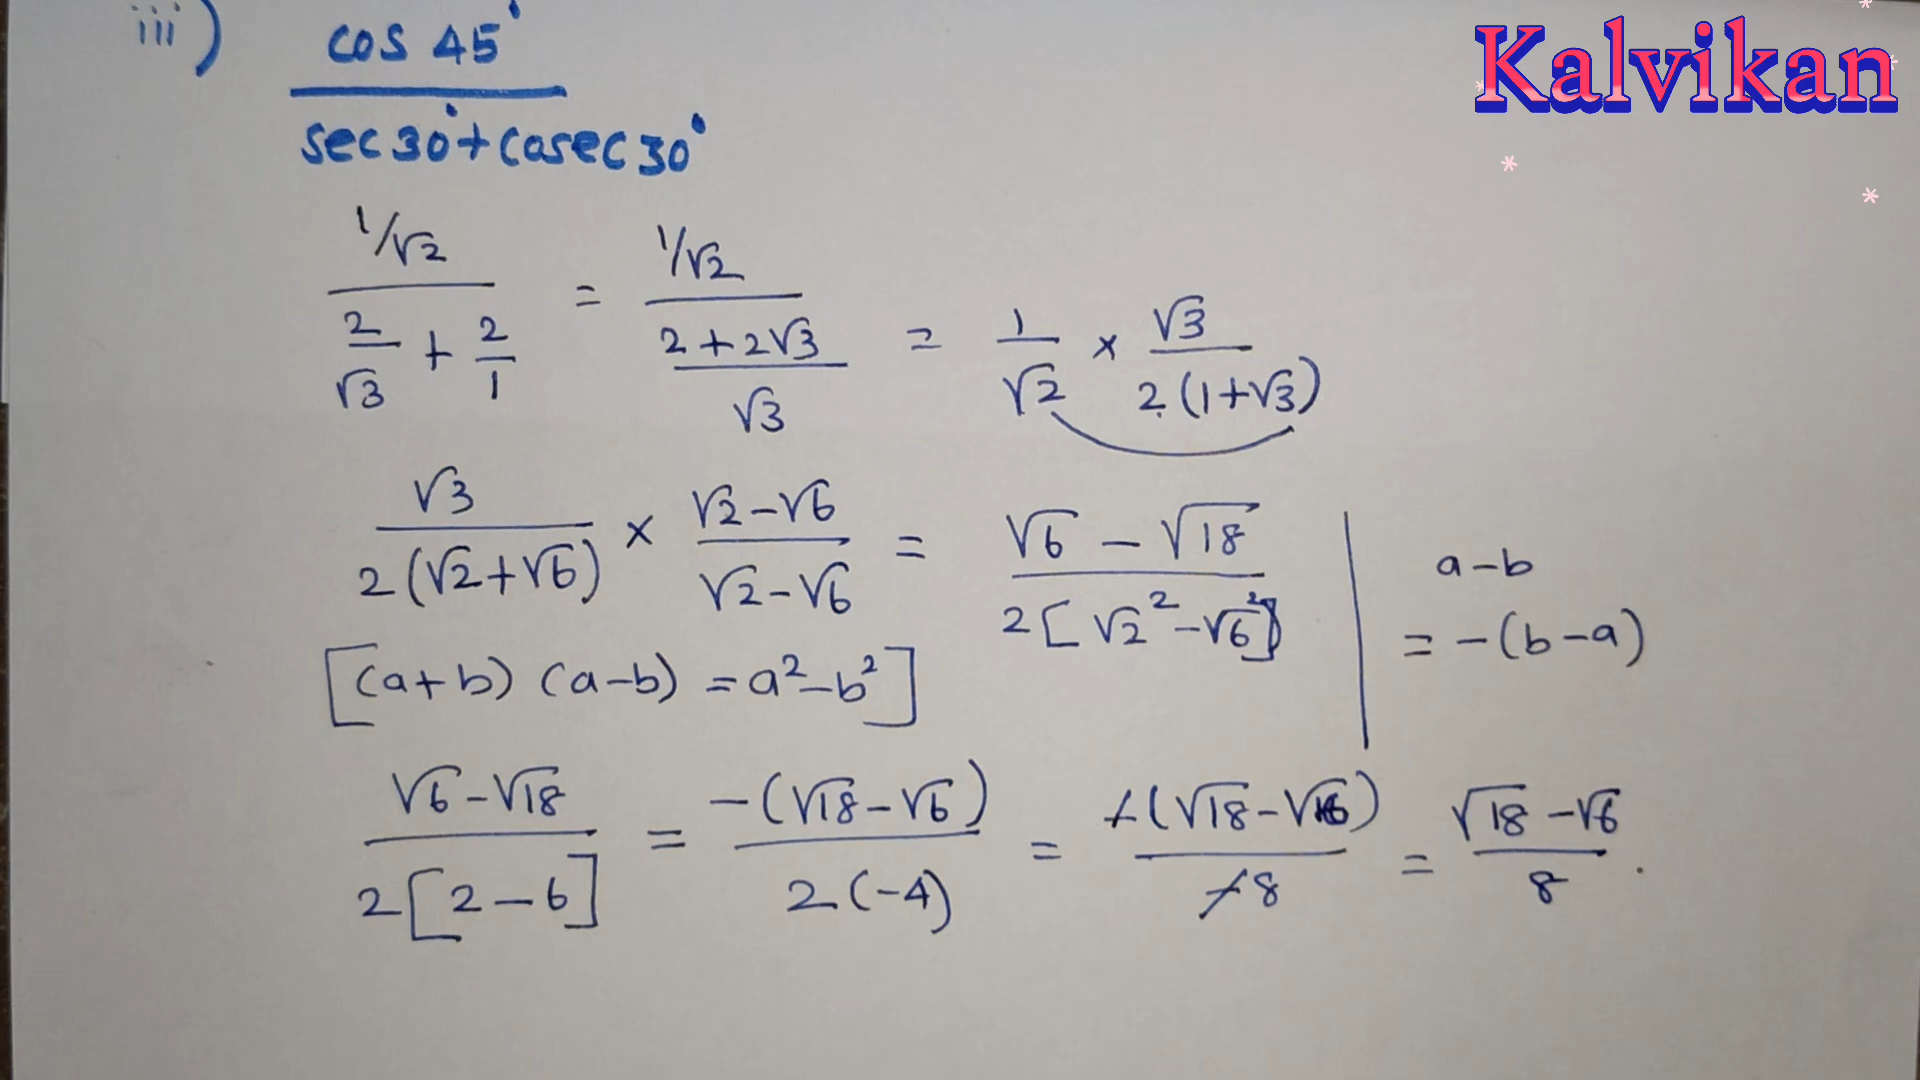 iii) cos 45° / sec 30° + cosec 30°
Kalvikan
(1/√2) / (2/√3 + 2/1) = (1/√2) / ((2+2√3)/√3) = 1/√2 × √3 / 2(1+√3)
√3 / 2(√2+√6) × (√2-√6) / (√2-√6) = (√6 - √18) / 2[√2² - √6²]
a-b
= -(b-a)
[(a+b) (a-b) = a²-b²]
(√6-√18) / 2[2-6] = -(√18-√6) / 2(-4) = -(√18-√6) / -8 = (√18-√6) / 8.